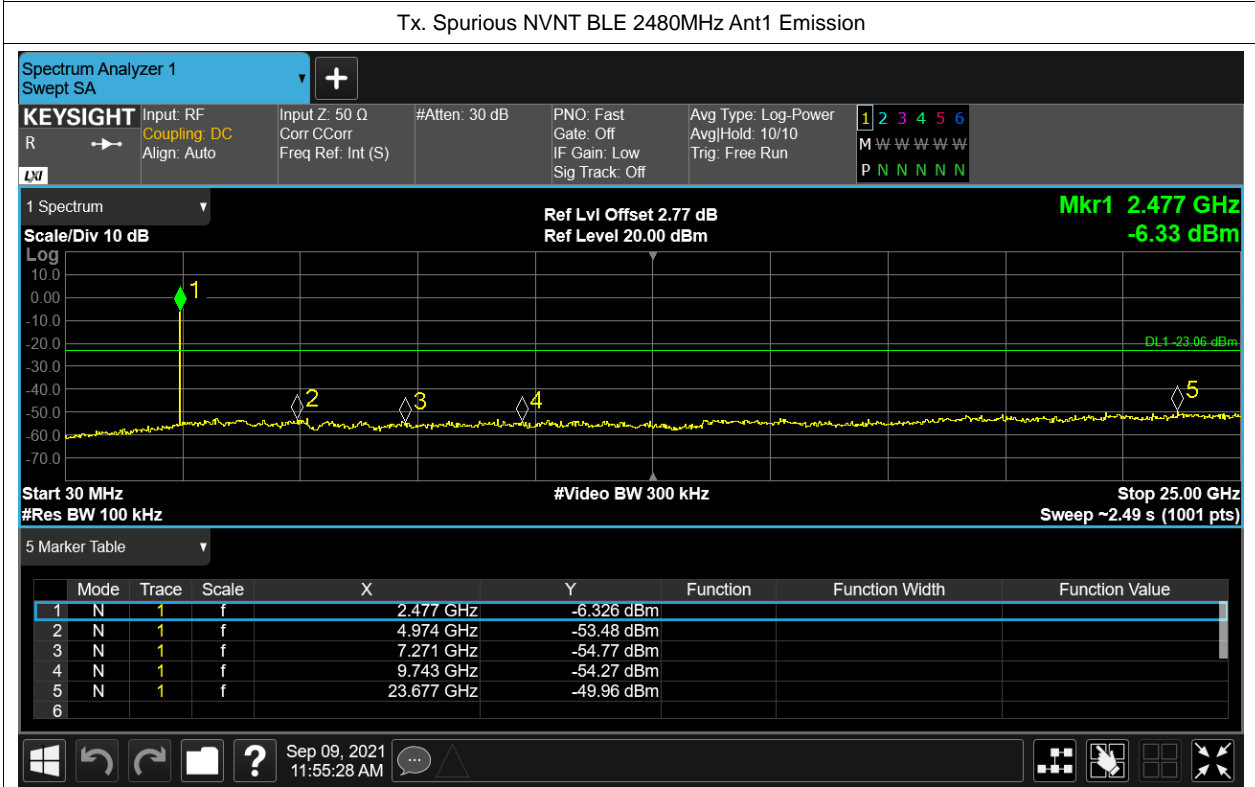 Tx. Spurious NVNT BLE 2480MHz Ant1 Emission
Spectrum Analyzer 1
Swept SA
KEYSIGHT
R
LXI
Input: RF
Coupling: DC
Align: Auto
Input Z: 50 Ω
Corr CCorr
Freq Ref: Int (S)
#Atten: 30 dB
PNO: Fast
Gate: Off
IF Gain: Low
Sig Track: Off
Avg Type: Log-Power
Avg|Hold: 10/10
Trig: Free Run
1 2 3 4 5 6
M W W W W W
P N N N N N
1 Spectrum
Scale/Div 10 dB
Ref Lvl Offset 2.77 dB
Ref Level 20.00 dBm
Mkr1 2.477 GHz
-6.33 dBm
Log
10.0
0.00
-10.0
-20.0
-30.0
-40.0
-50.0
-60.0
-70.0
1
2
3
4
5
DL1 -23.06 dBm
Start 30 MHz
#Video BW 300 kHz
Stop 25.00 GHz
#Res BW 100 kHz
Sweep ~2.49 s (1001 pts)
5 Marker Table
Mode Trace Scale X Y Function Function Width Function Value
1 N 1 f 2.477 GHz -6.326 dBm
2 N 1 f 4.974 GHz -53.48 dBm
3 N 1 f 7.271 GHz -54.77 dBm
4 N 1 f 9.743 GHz -54.27 dBm
5 N 1 f 23.677 GHz -49.96 dBm
6
?
Sep 09, 2021
11:55:28 AM